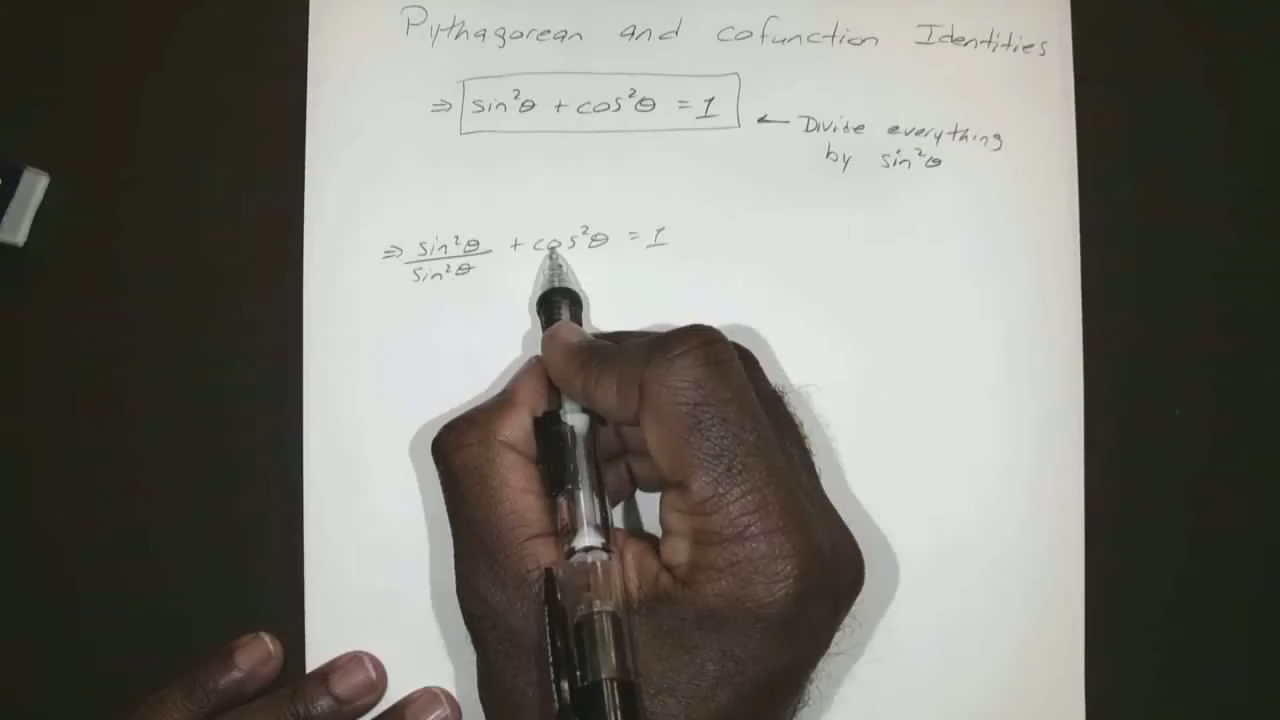 Pythagorean and cofunction Identities
⇒ sin²θ + cos²θ = 1
← Divide everything
by sin²θ
⇒ sin²θ/sin²θ + cos²θ = 1